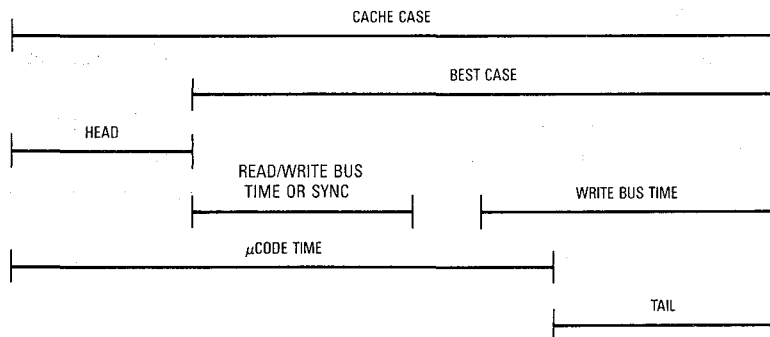 CACHE CASE
BEST CASE
HEAD
READ/WRITE BUS
TIME OR SYNC
WRITE BUS TIME
μCODE TIME
TAIL